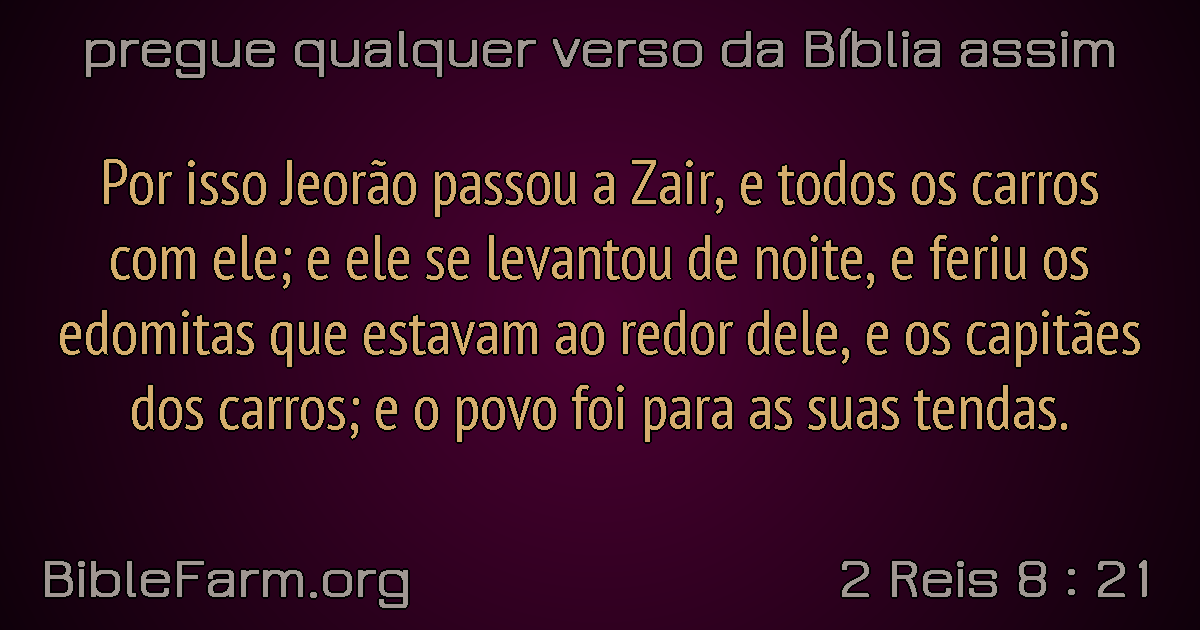 pregue qualquer verso da Bíblia assim
Por isso Jeorão passou a Zair, e todos os carros
com ele; e ele se levantou de noite, e feriu os
edomitas que estavam ao redor dele, e os capitães
dos carros; e o povo foi para as suas tendas.
BibleFarm.org
2 Reis 8 : 21